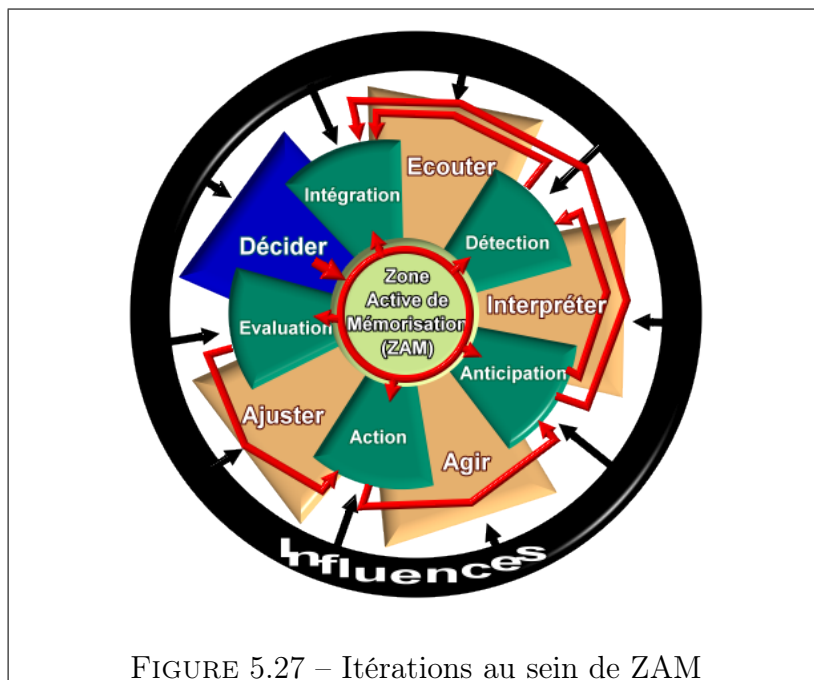 Ecouter
Intégration
Détection
Décider
Zone
Active de
Mémorisation
(ZAM)
Interpréter
Evaluation
Anticipation
Ajuster
Action
Agir
Influences
FIGURE 5.27 – Itérations au sein de ZAM